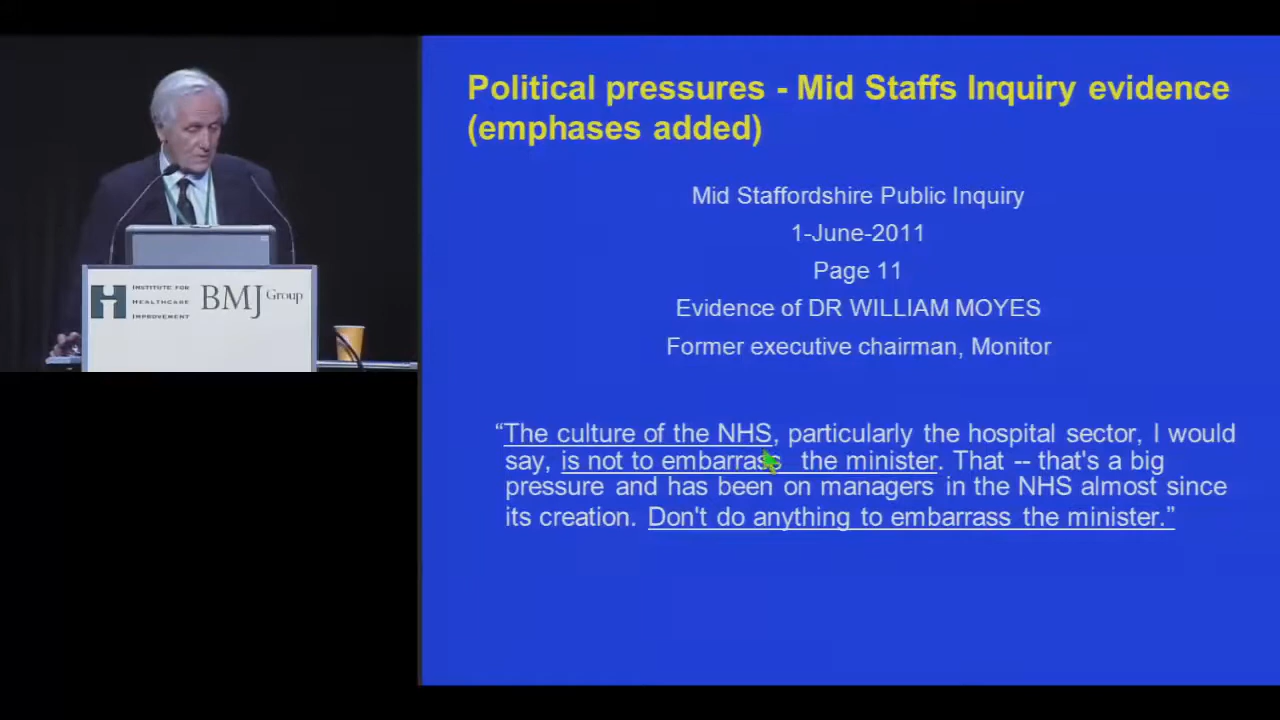 Political pressures - Mid Staffs Inquiry evidence
(emphases added)
Mid Staffordshire Public Inquiry
1-June-2011
Page 11
Evidence of DR WILLIAM MOYES
Former executive chairman, Monitor
“The culture of the NHS, particularly the hospital sector, I would
say, is not to embarrass the minister. That -- that's a big
pressure and has been on managers in the NHS almost since
its creation. Don't do anything to embarrass the minister.”
INSTITUTE FOR
HEALTHCARE
IMPROVEMENT
BMJ Group